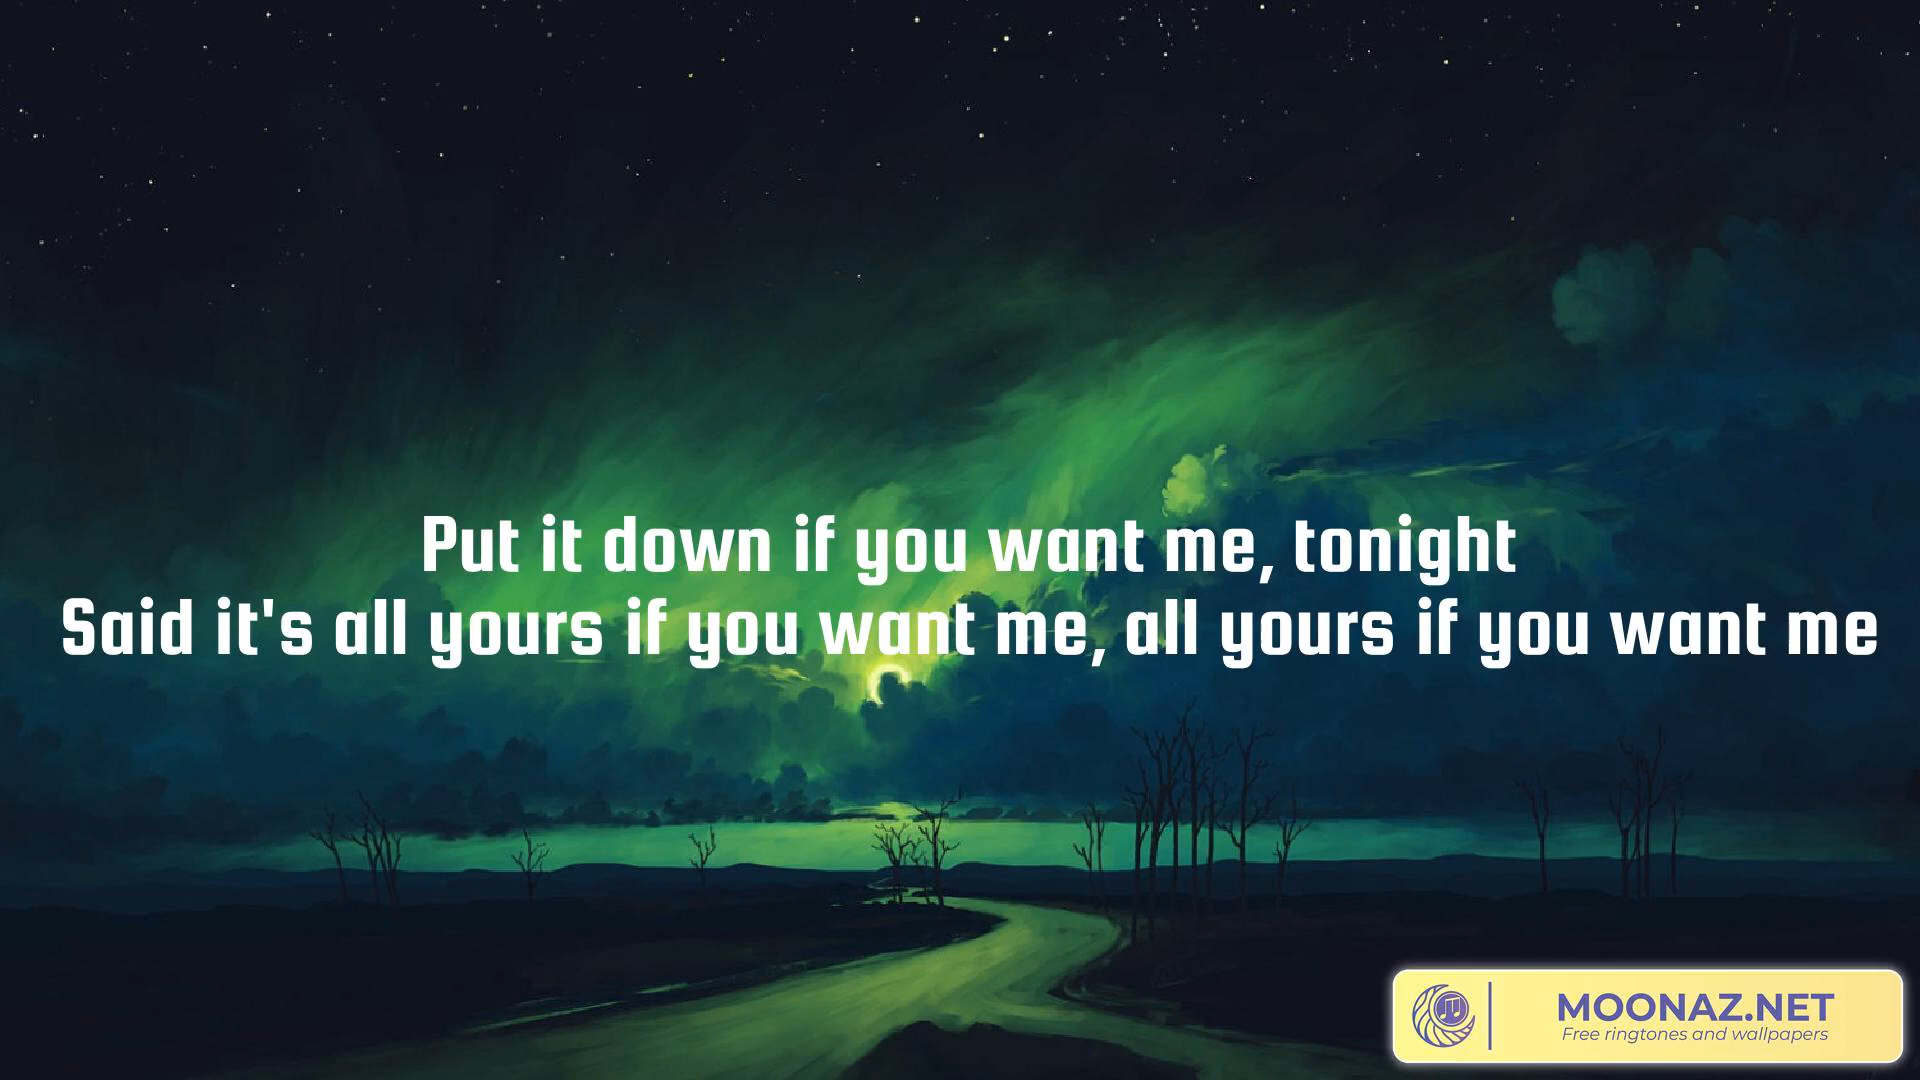 Put it down if you want me, tonight
Said it's all yours if you want me, all yours if you want me
MOONAZ.NET
Free ringtones and wallpapers